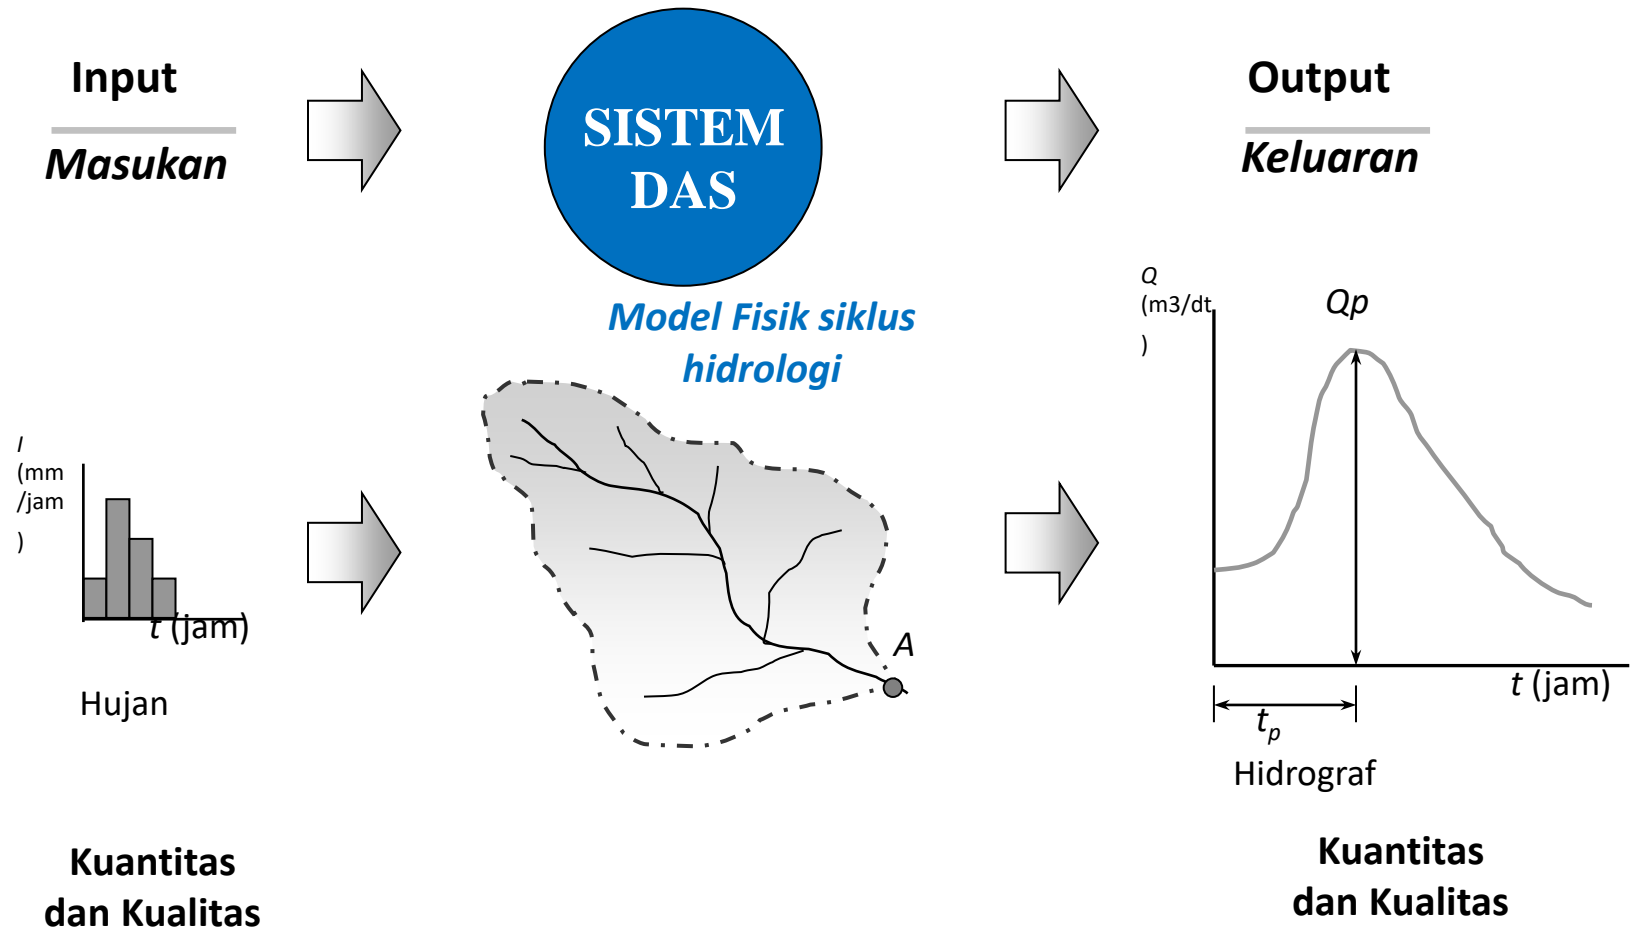 Input
Masukan
SISTEM
DAS
Output
Keluaran
Model Fisik siklus
hidrologi
I
(mm
/jam
)
t (jam)
Hujan
A
Q
(m3/dt
)
Qp
t (jam)
tp
Hidrograf
Kuantitas
dan Kualitas
Kuantitas
dan Kualitas